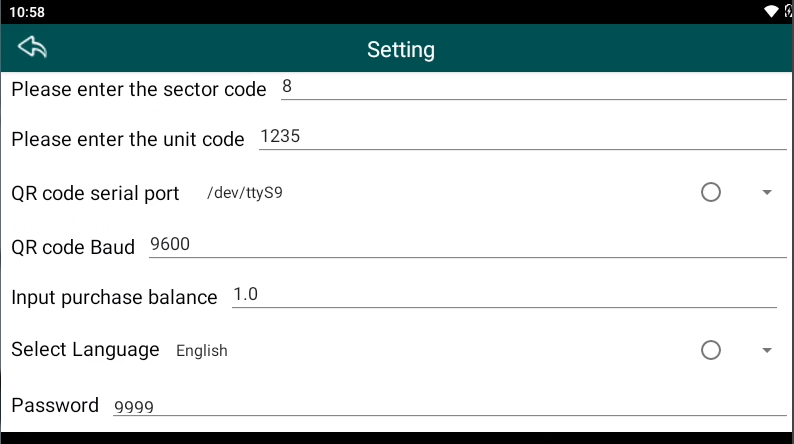 10:58
Setting
Please enter the sector code 8
Please enter the unit code 1235
QR code serial port /dev/ttyS9
QR code Baud 9600
Input purchase balance 1.0
Select Language English
Password 9999